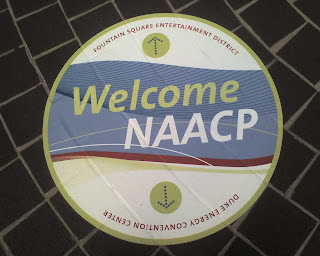 FOUNTAIN SQUARE ENTERTAINMENT DISTRICT
Welcome
NAACP
DUKE ENERGY CONVENTION CENTER